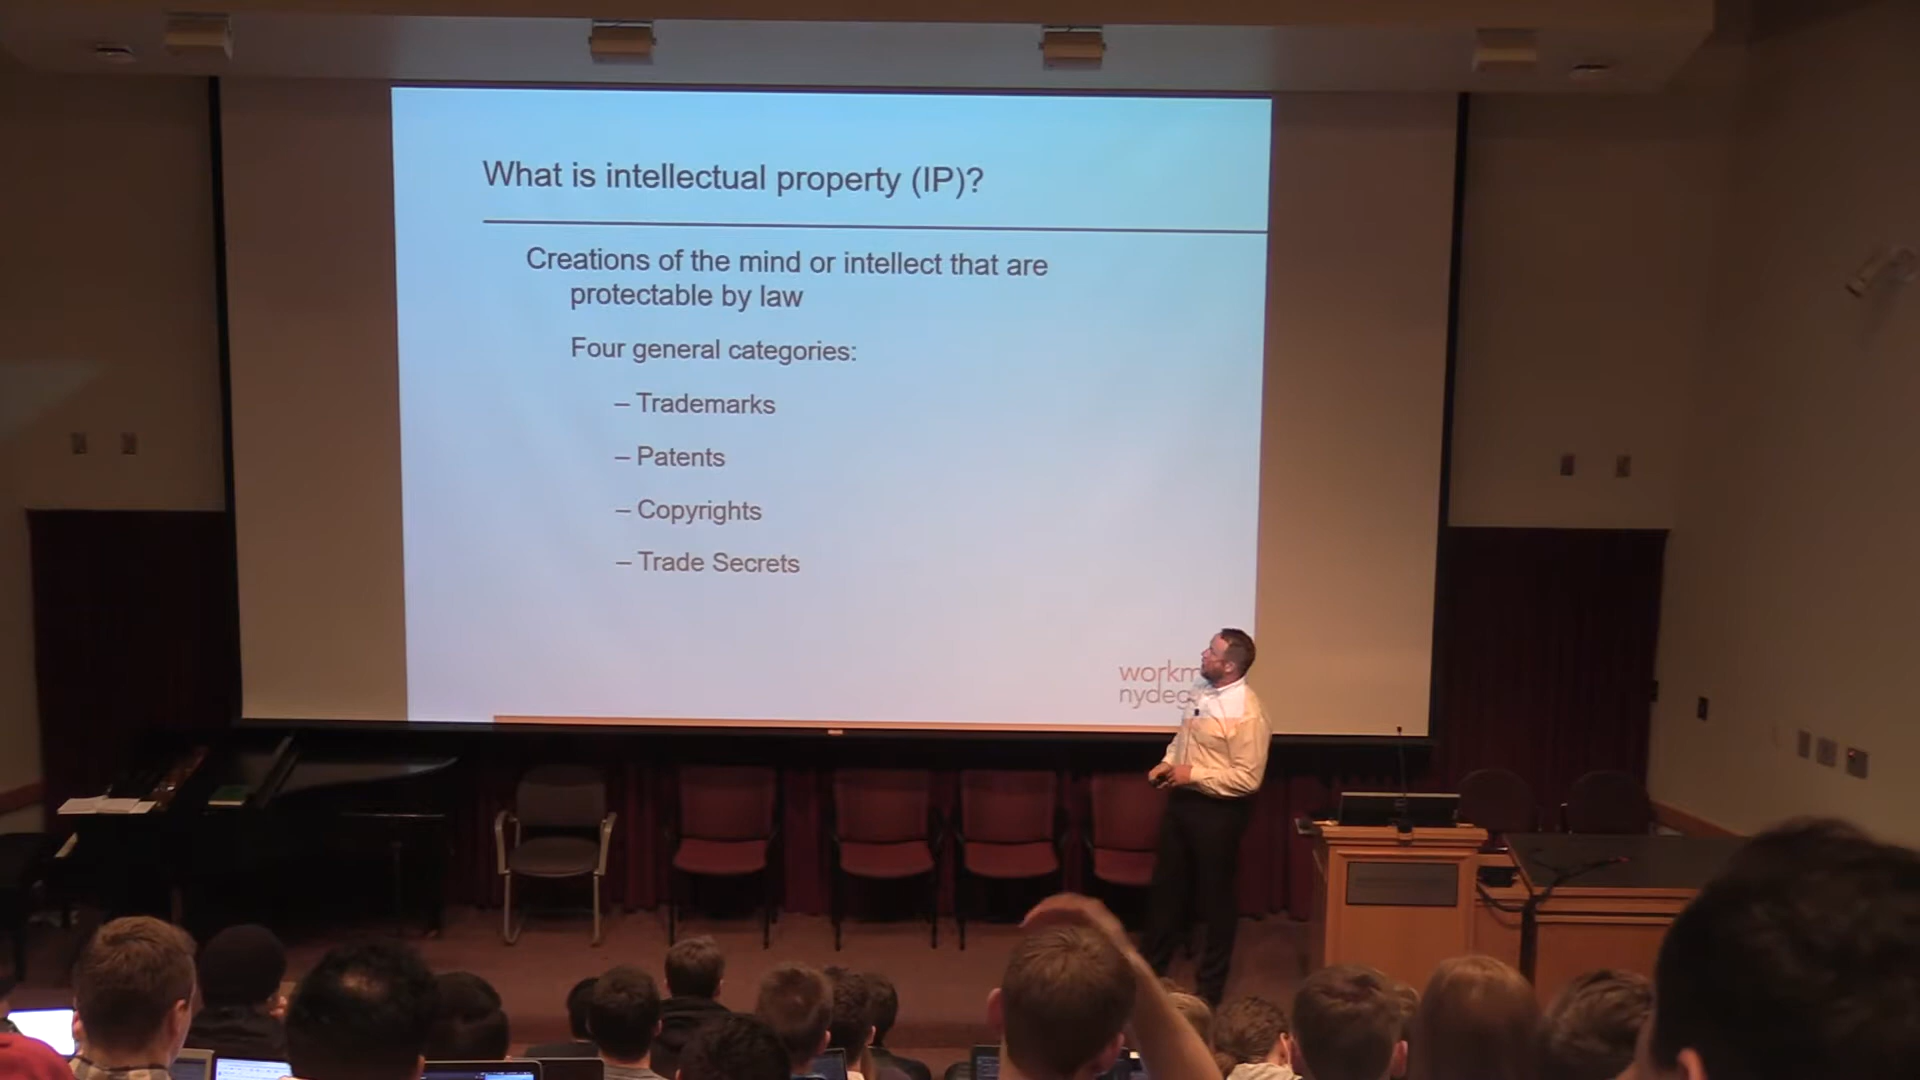 What is intellectual property (IP)?
Creations of the mind or intellect that are
protectable by law
Four general categories:
– Trademarks
– Patents
– Copyrights
– Trade Secrets